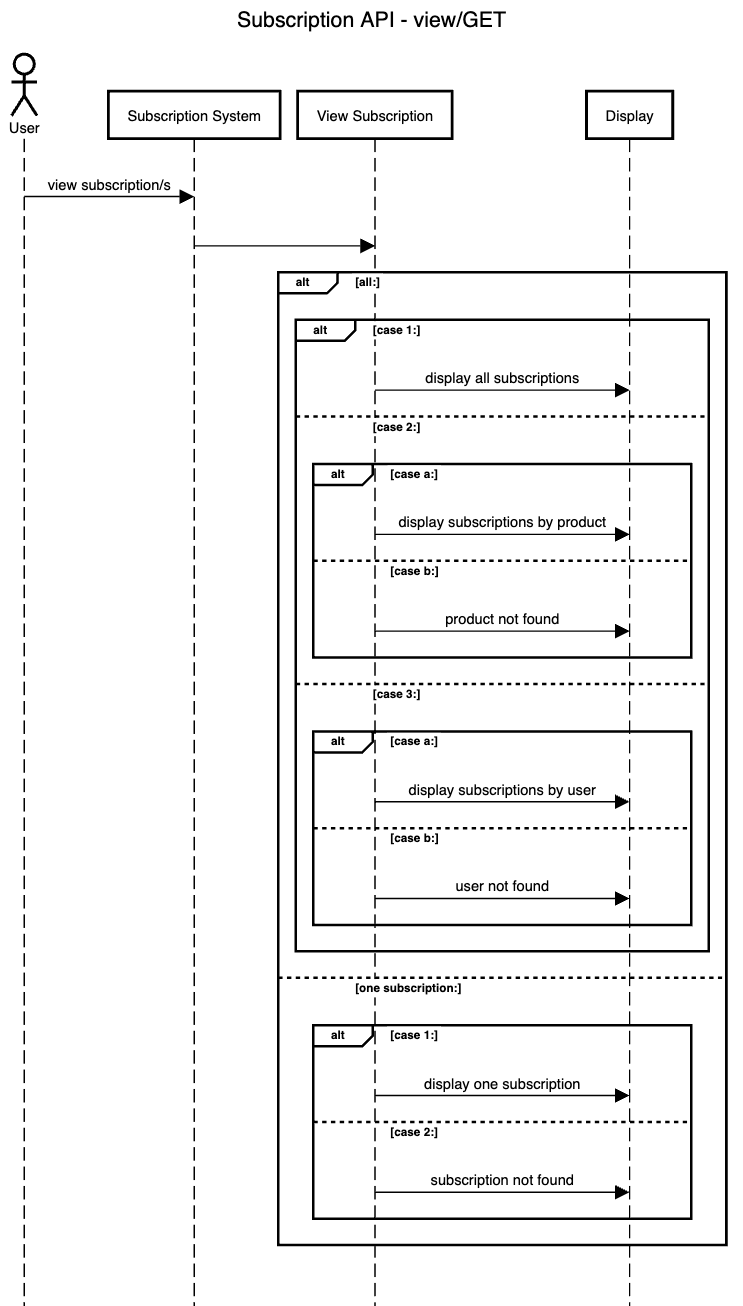 Subscription API - view/GET
User
Subscription System
View Subscription
Display
view subscription/s
alt
[all:]
alt
[case 1:]
display all subscriptions
[case 2:]
alt
[case a:]
display subscriptions by product
[case b:]
product not found
[case 3:]
alt
[case a:]
display subscriptions by user
[case b:]
user not found
[one subscription:]
alt
[case 1:]
display one subscription
[case 2:]
subscription not found